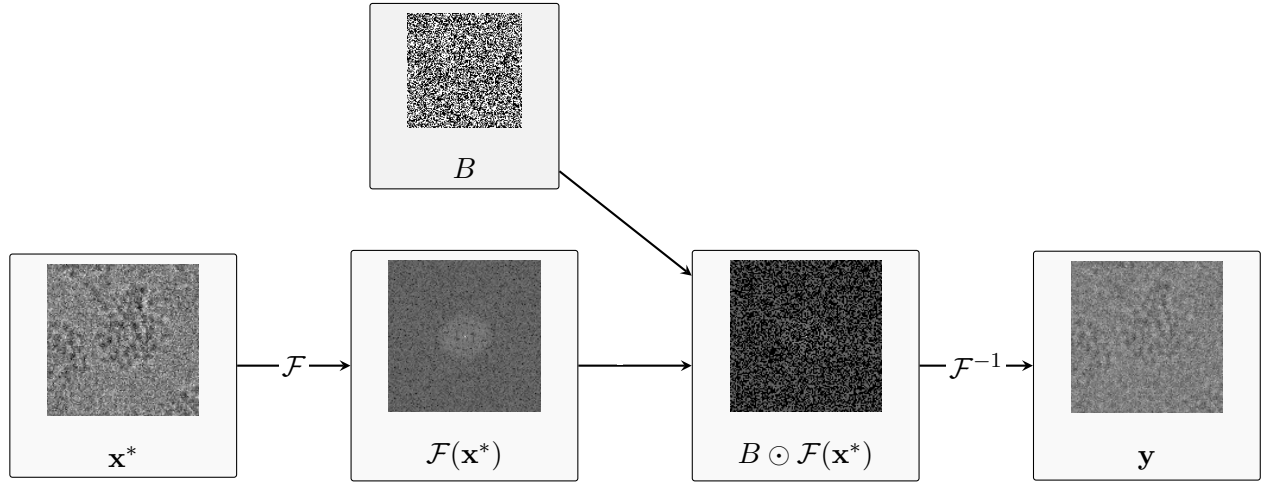 B
𝓕
𝓕⁻¹
𝐱*
𝓕(𝐱*)
B ⊙ 𝓕(𝐱*)
𝐲